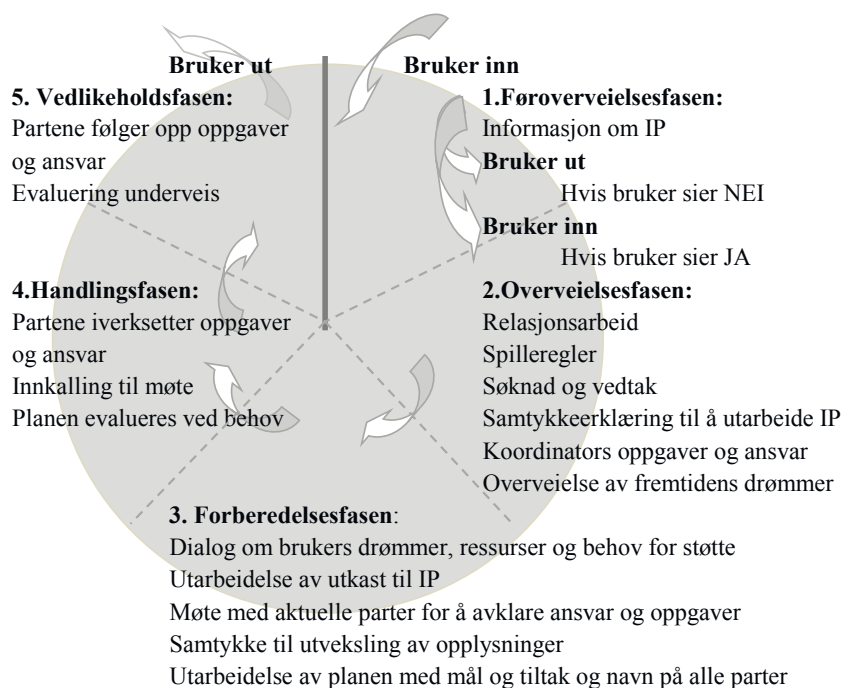 Bruker ut
Bruker inn
1.Føroverveielsesfasen:
Informasjon om IP
Bruker ut
Hvis bruker sier NEI
Bruker inn
Hvis bruker sier JA
2.Overveielsesfasen:
Relasjonsarbeid
Spilleregler
Søknad og vedtak
Samtykkeerklæring til å utarbeide IP
Koordinators oppgaver og ansvar
Overveielse av fremtidens drømmer
3. Forberedelsesfasen:
Dialog om brukers drømmer, ressurser og behov for støtte
Utarbeidelse av utkast til IP
Møte med aktuelle parter for å avklare ansvar og oppgaver
Samtykke til utveksling av opplysninger
Utarbeidelse av planen med mål og tiltak og navn på alle parter
4.Handlingsfasen:
Partene iverksetter oppgaver
og ansvar
Innkalling til møte
Planen evalueres ved behov
5. Vedlikeholdsfasen:
Partene følger opp oppgaver
og ansvar
Evaluering underveis